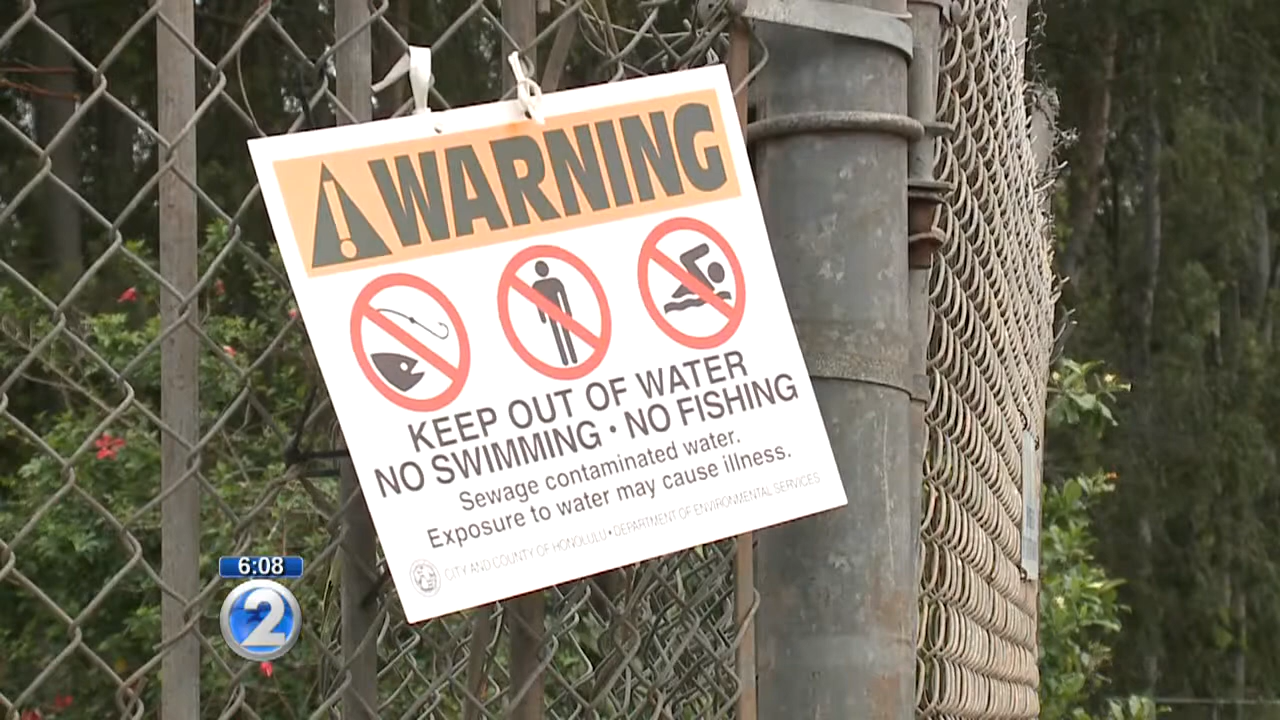 WARNING
KEEP OUT OF WATER
NO SWIMMING • NO FISHING
Sewage contaminated water.
Exposure to water may cause illness.
CITY AND COUNTY OF HONOLULU • DEPARTMENT OF ENVIRONMENTAL SERVICES
6:08
2